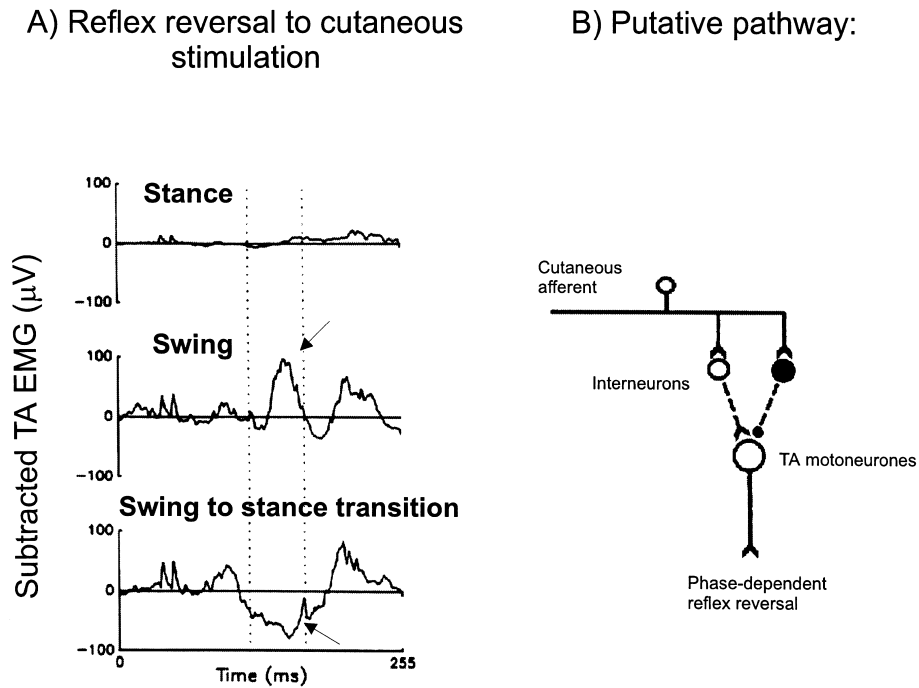 A) Reflex reversal to cutaneous
stimulation
B) Putative pathway:
Subtracted TA EMG (μV)
100
Stance
0
−100
Swing
100
0
−100
Swing to stance transition
100
0
−100
0
255
Time (ms)
Cutaneous
afferent
Interneurons
TA motoneurones
Phase-dependent
reflex reversal